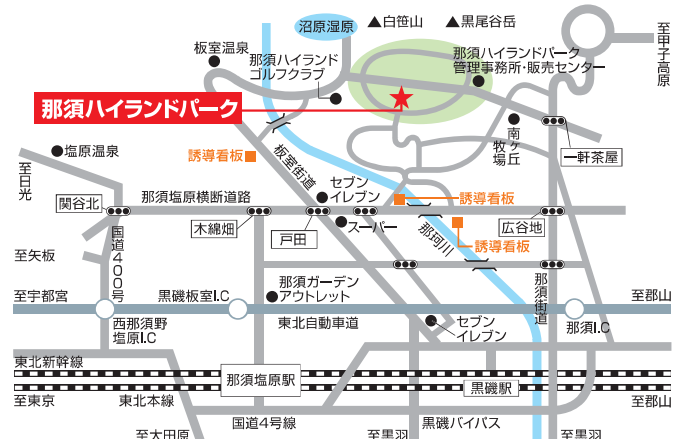 沼原湿原
▲白笹山
▲黒尾谷岳
至甲子高原
板室温泉
那須ハイランド
ゴルフクラブ
那須ハイランドパーク
管理事務所・販売センター
那須ハイランドパーク
南ヶ丘
牧場
一軒茶屋
塩原温泉
至日光
誘導看板
板室街道
セブン
イレブン
誘導看板
関谷北
那須塩原横断道路
木綿畑
戸田
スーパー
那珂川
誘導看板
広谷地
至矢板
国道400号
那須ガーデン
アウトレット
那須街道
至宇都宮
黒磯板室I.C
至郡山
西那須野
塩原I.C
東北自動車道
セブン
イレブン
那須I.C
東北新幹線
那須塩原駅
黒磯駅
至東京
東北本線
至郡山
国道4号線
黒磯バイパス
至大田原
至黒羽
至黒羽